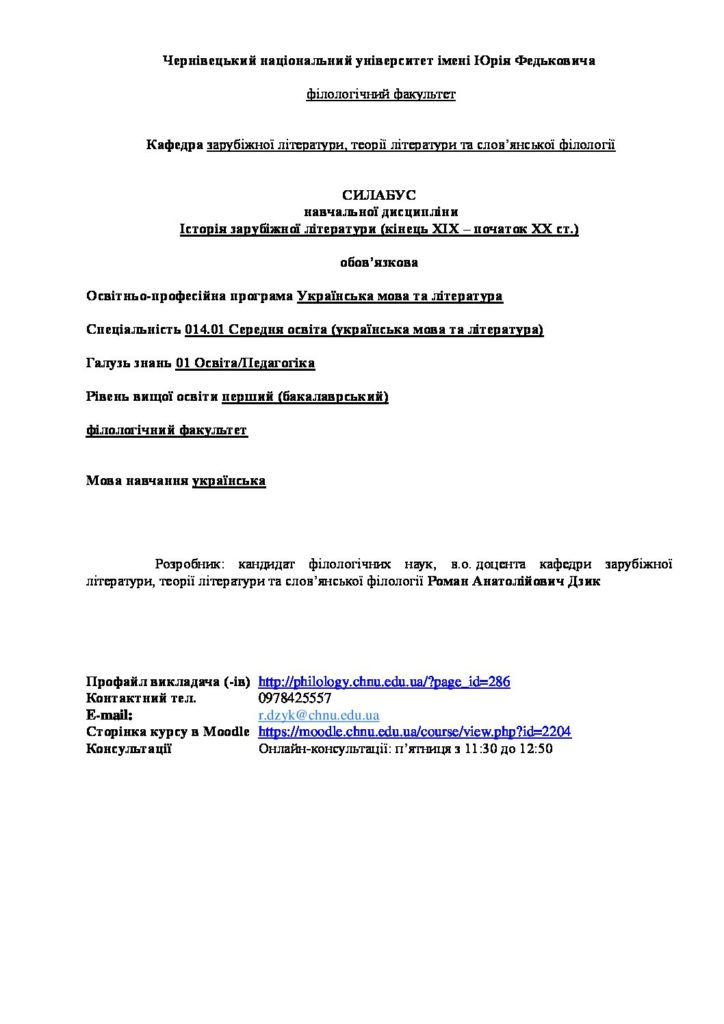 Чернівецький національний університет імені Юрія Федьковича
філологічний факультет
Кафедра зарубіжної літератури, теорії літератури та слов’янської філології
СИЛАБУС
навчальної дисципліни
Історія зарубіжної літератури (кінець ХІХ – початок ХХ ст.)
обов’язкова
Освітньо-професійна програма Українська мова та література
Спеціальність 014.01 Середня освіта (українська мова та література)
Галузь знань 01 Освіта/Педагогіка
Рівень вищої освіти перший (бакалаврський)
філологічний факультет
Мова навчання українська
Розробник: кандидат філологічних наук, в.о. доцента кафедри зарубіжної
літератури, теорії літератури та слов’янської філології Роман Анатолійович Дзик
Профайл викладача (-ів) http://philology.chnu.edu.ua/?page_id=286
Контактний тел. 0978425557
E-mail: r.dzyk@chnu.edu.ua
Сторінка курсу в Moodle https://moodle.chnu.edu.ua/course/view.php?id=2204
Консультації Онлайн-консультації: п’ятниця з 11:30 до 12:50